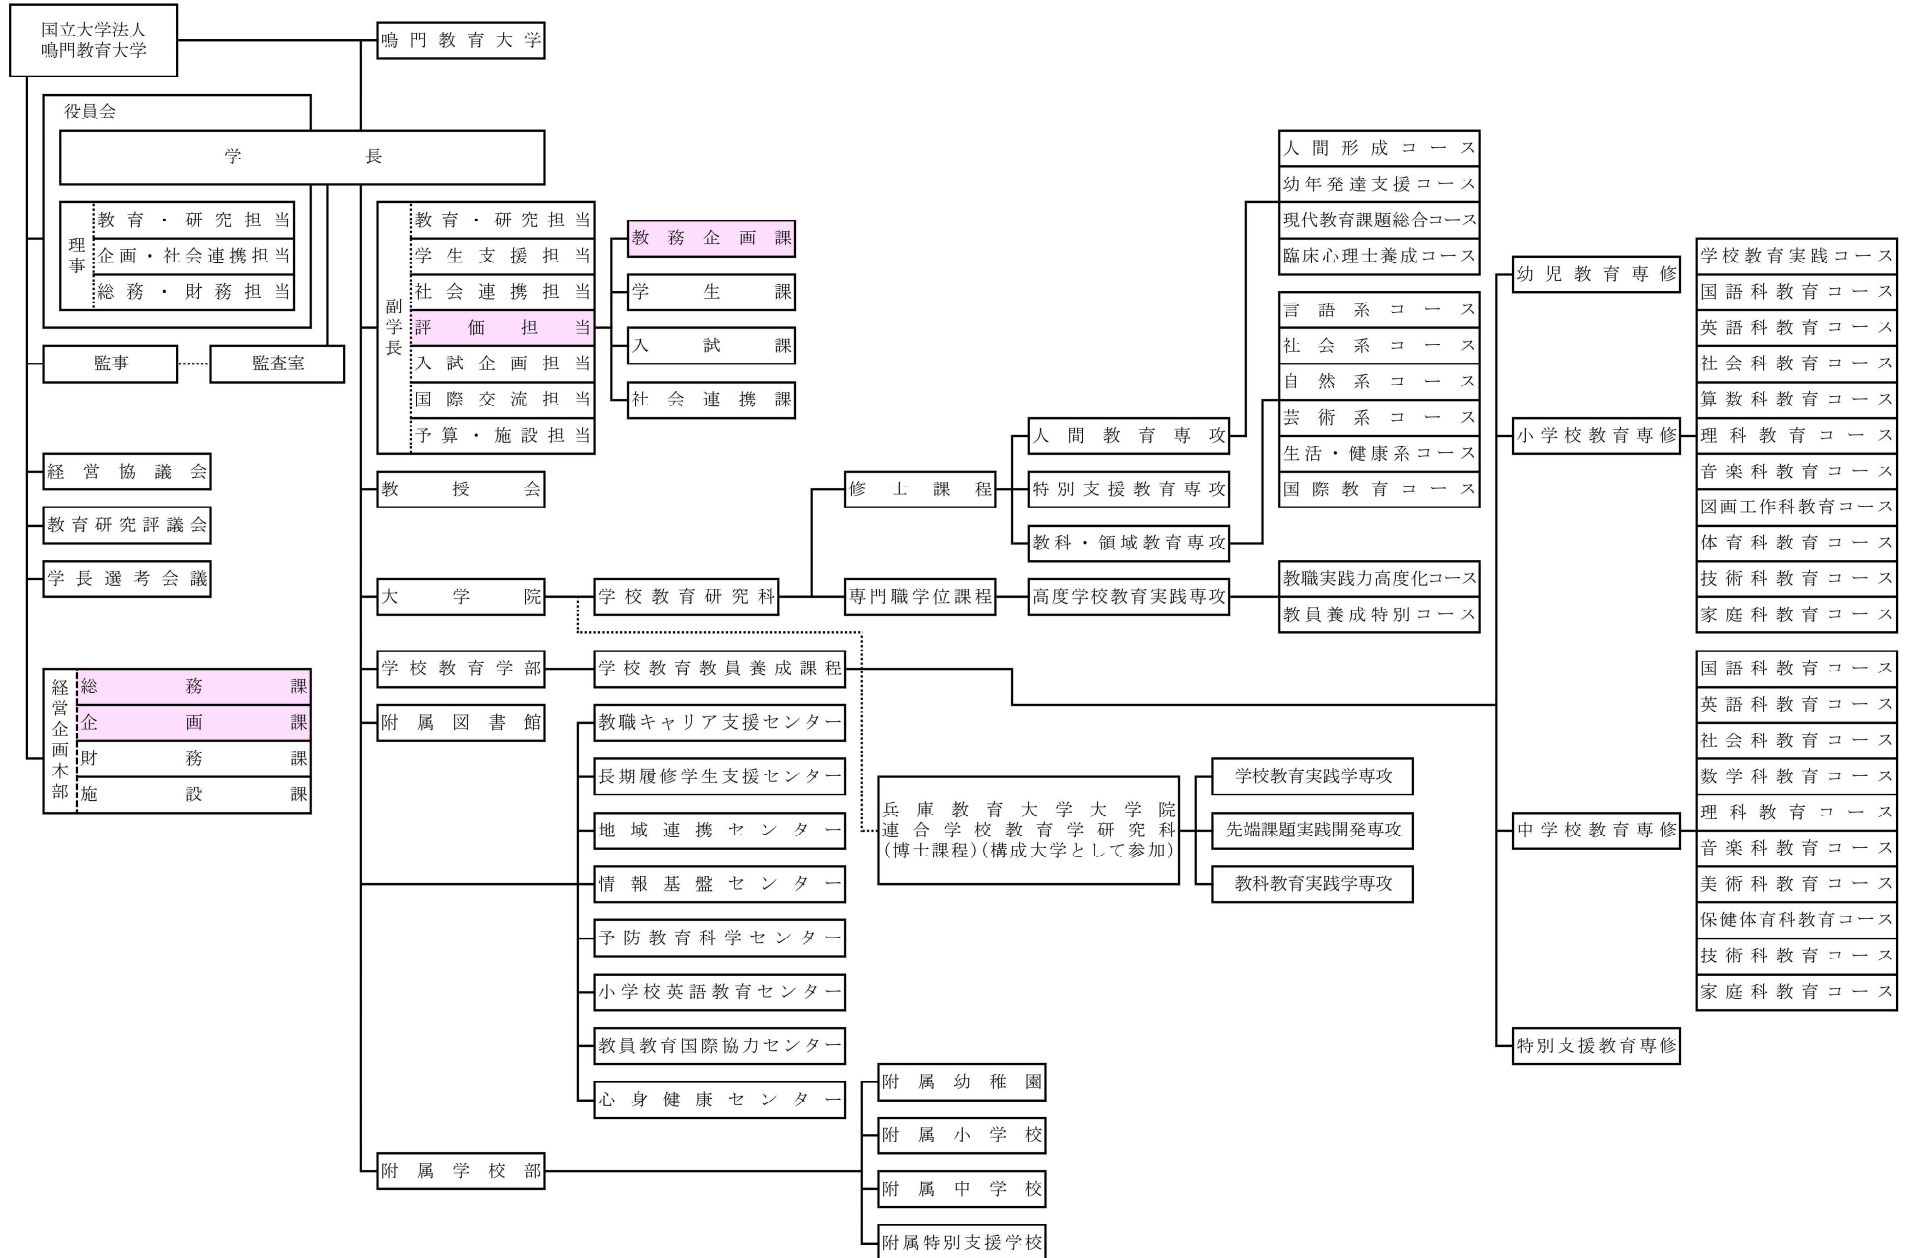 国立大学法人
鳴門教育大学
鳴門教育大学
役員会
学長
理事
教育・研究担当
企画・社会連携担当
総務・財務担当
監事
監査室
経営協議会
教育研究評議会
学長選考会議
経営企画本部
総務課
企画課
財務課
施設課
副学長
教育・研究担当
学生支援担当
社会連携担当
評価担当
入試企画担当
国際交流担当
予算・施設担当
教務企画課
学生課
入試課
社会連携課
教授会
大学院
学校教育研究科
修士課程
人間教育専攻
特別支援教育専攻
教科・領域教育専攻
専門職学位課程
高度学校教育実践専攻
人間形成コース
幼年発達支援コース
現代教育課題総合コース
臨床心理士養成コース
言語系コース
社会系コース
自然系コース
芸術系コース
生活・健康系コース
国際教育コース
教職実践力高度化コース
教員養成特別コース
学校教育学部
学校教育教員養成課程
幼児教育専修
小学校教育専修
学校教育実践コース
国語科教育コース
英語科教育コース
社会科教育コース
算数科教育コース
理科教育コース
音楽科教育コース
図画工作科教育コース
体育科教育コース
技術科教育コース
家庭科教育コース
中学校教育専修
国語科教育コース
英語科教育コース
社会科教育コース
数学科教育コース
理科教育コース
音楽科教育コース
美術科教育コース
保健体育科教育コース
技術科教育コース
家庭科教育コース
特別支援教育専修
附属図書館
教職キャリア支援センター
長期履修学生支援センター
地域連携センター
情報基盤センター
予防教育科学センター
小学校英語教育センター
教員教育国際協力センター
心身健康センター
兵庫教育大学大学院
連合学校教育学研究科
(博士課程)(構成大学として参加)
学校教育実践学専攻
先端課題実践開発専攻
教科教育実践学専攻
附属学校部
附属幼稚園
附属小学校
附属中学校
附属特別支援学校